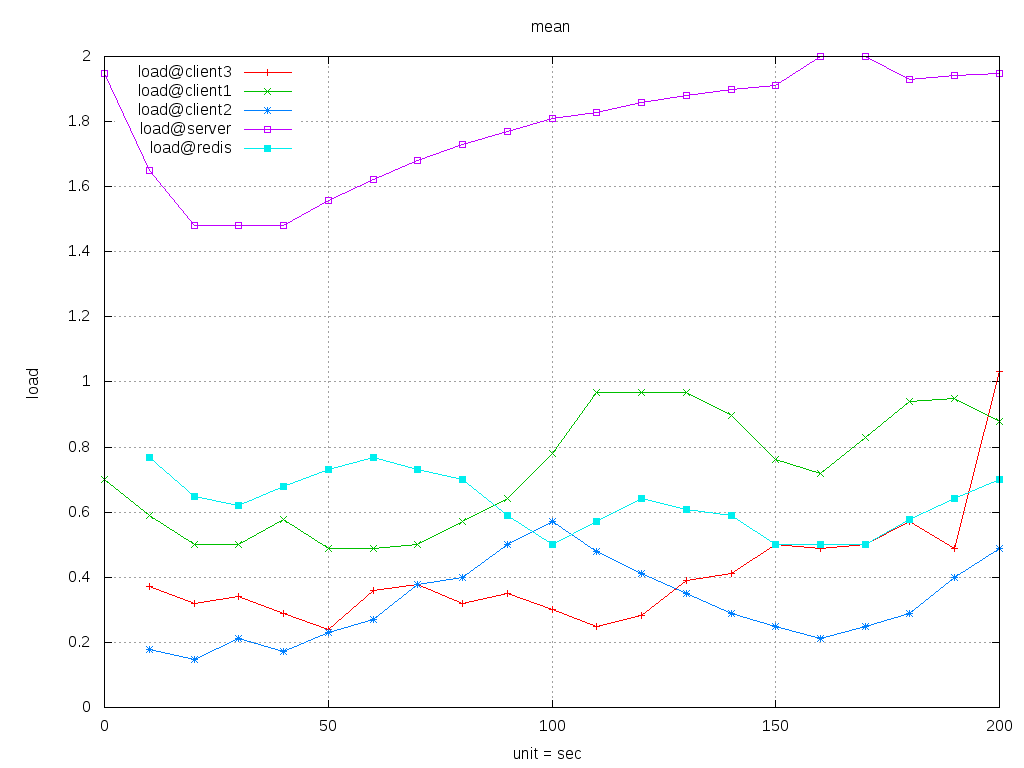 mean
2
1.8
1.6
1.4
1.2
1
0.8
0.6
0.4
0.2
0
load
load@client3
load@client1
load@client2
load@server
load@redis
0 50 100 150 200
unit = sec